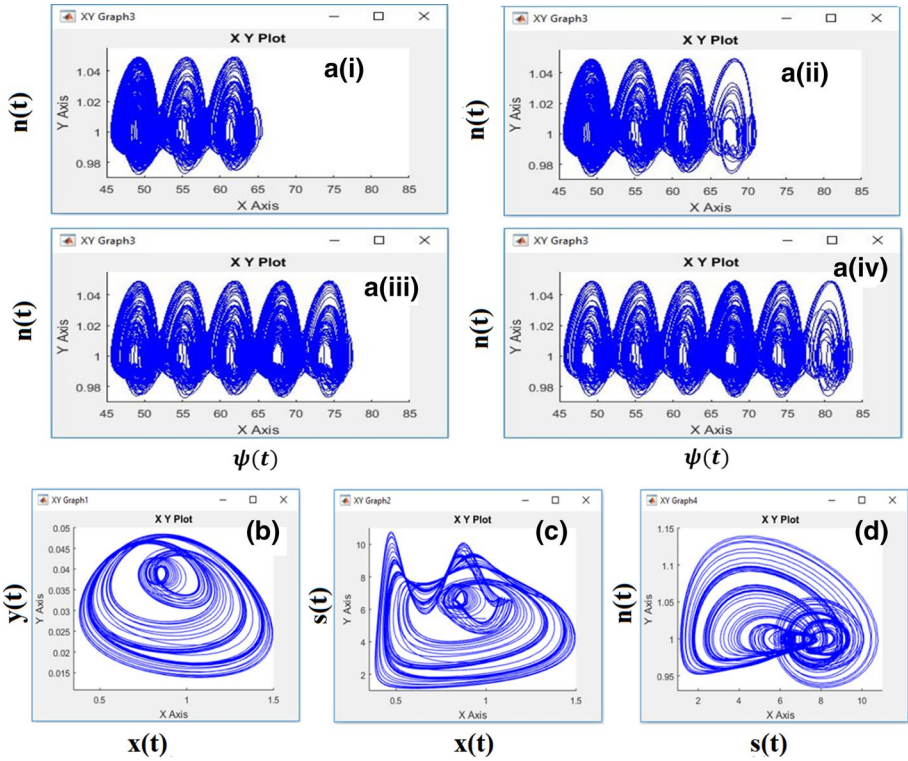 XY Graph3
X Y Plot
a(i)
n(t)
Y Axis
1.04
1.02
1
0.98
45 50 55 60 65 70 75 80 85
X Axis
XY Graph3
X Y Plot
a(ii)
n(t)
Y Axis
1.04
1.02
1
0.98
45 50 55 60 65 70 75 80 85
X Axis
XY Graph3
X Y Plot
a(iii)
n(t)
Y Axis
1.04
1.02
1
0.98
45 50 55 60 65 70 75 80 85
X Axis
ψ(t)
XY Graph3
X Y Plot
a(iv)
n(t)
Y Axis
1.04
1.02
1
0.98
45 50 55 60 65 70 75 80 85
X Axis
ψ(t)
XY Graph1
X Y Plot
(b)
y(t)
Y Axis
0.05
0.045
0.04
0.035
0.03
0.025
0.02
0.015
0.5 1 1.5
X Axis
x(t)
XY Graph2
X Y Plot
(c)
s(t)
Y Axis
10
8
6
4
2
0.5 1 1.5
X Axis
x(t)
XY Graph4
X Y Plot
(d)
n(t)
Y Axis
1.15
1.1
1.05
1
0.95
2 4 6 8 10
X Axis
s(t)